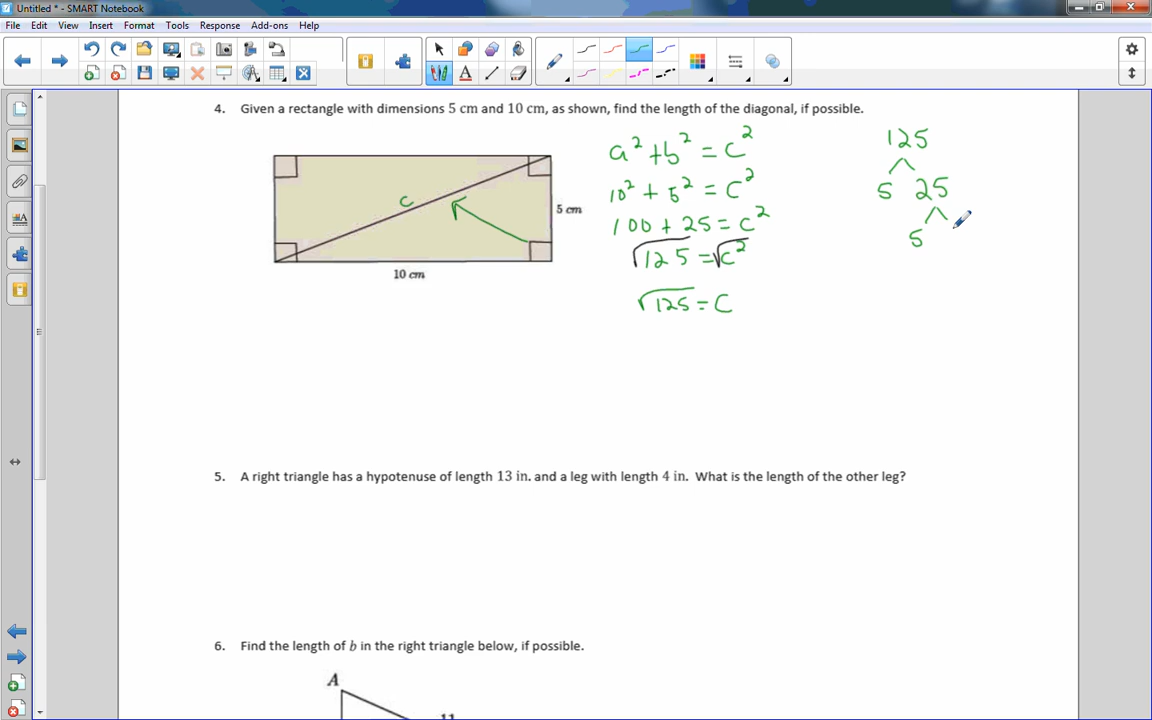 Untitled * - SMART Notebook
File Edit View Insert Format Tools Response Add-ons Help
4. Given a rectangle with dimensions 5 cm and 10 cm, as shown, find the length of the diagonal, if possible.
c
5 cm
10 cm
a² + b² = c²
10² + 5² = c²
100 + 25 = c²
√125 = √c²
√125 = c
125
5 25
5
5. A right triangle has a hypotenuse of length 13 in. and a leg with length 4 in. What is the length of the other leg?
6. Find the length of b in the right triangle below, if possible.
A